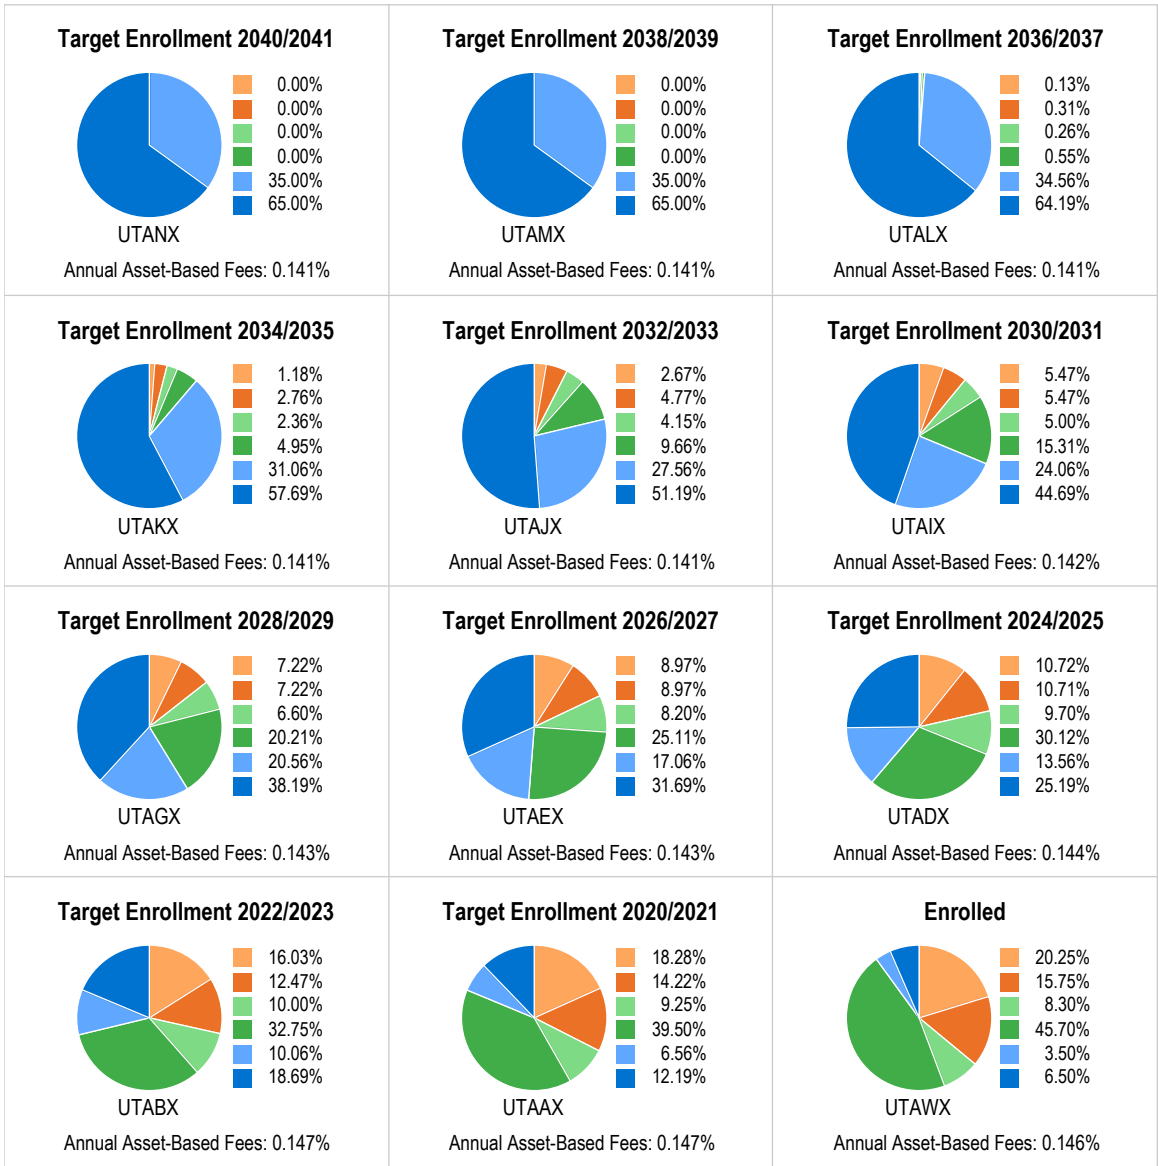 Target Enrollment 2040/2041
0.00%
0.00%
0.00%
0.00%
35.00%
65.00%
UTANX
Annual Asset-Based Fees: 0.141%
Target Enrollment 2038/2039
0.00%
0.00%
0.00%
0.00%
35.00%
65.00%
UTAMX
Annual Asset-Based Fees: 0.141%
Target Enrollment 2036/2037
0.13%
0.31%
0.26%
0.55%
34.56%
64.19%
UTALX
Annual Asset-Based Fees: 0.141%
Target Enrollment 2034/2035
1.18%
2.76%
2.36%
4.95%
31.06%
57.69%
UTAKX
Annual Asset-Based Fees: 0.141%
Target Enrollment 2032/2033
2.67%
4.77%
4.15%
9.66%
27.56%
51.19%
UTAJX
Annual Asset-Based Fees: 0.141%
Target Enrollment 2030/2031
5.47%
5.47%
5.00%
15.31%
24.06%
44.69%
UTAIX
Annual Asset-Based Fees: 0.142%
Target Enrollment 2028/2029
7.22%
7.22%
6.60%
20.21%
20.56%
38.19%
UTAGX
Annual Asset-Based Fees: 0.143%
Target Enrollment 2026/2027
8.97%
8.97%
8.20%
25.11%
17.06%
31.69%
UTAEX
Annual Asset-Based Fees: 0.143%
Target Enrollment 2024/2025
10.72%
10.71%
9.70%
30.12%
13.56%
25.19%
UTADX
Annual Asset-Based Fees: 0.144%
Target Enrollment 2022/2023
16.03%
12.47%
10.00%
32.75%
10.06%
18.69%
UTABX
Annual Asset-Based Fees: 0.147%
Target Enrollment 2020/2021
18.28%
14.22%
9.25%
39.50%
6.56%
12.19%
UTAAX
Annual Asset-Based Fees: 0.147%
Enrolled
20.25%
15.75%
8.30%
45.70%
3.50%
6.50%
UTAWX
Annual Asset-Based Fees: 0.146%